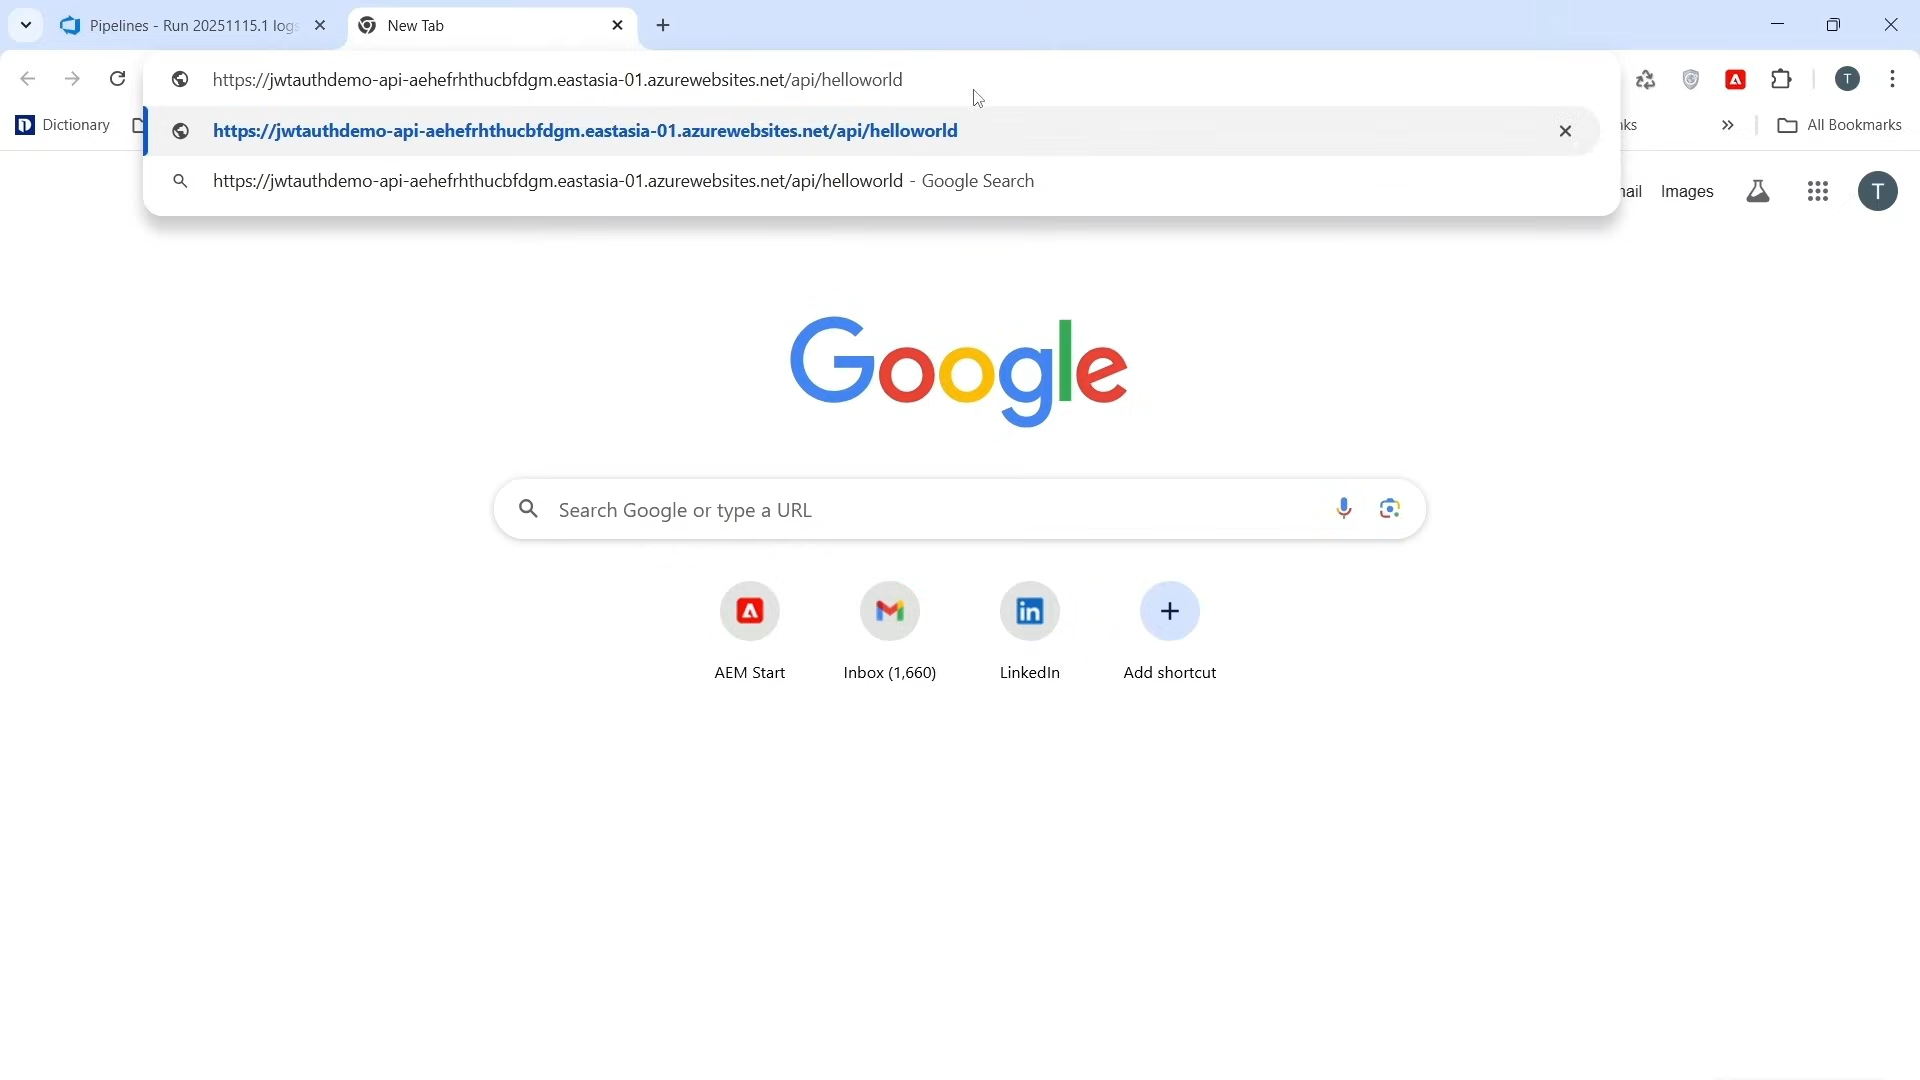 Pipelines - Run 20251115.1 logs
New Tab
https://jwtauthdemo-api-aehefrhthucbfdgm.eastasia-01.azurewebsites.net/api/helloworld
Dictionary
https://jwtauthdemo-api-aehefrhthucbfdgm.eastasia-01.azurewebsites.net/api/helloworld
All Bookmarks
https://jwtauthdemo-api-aehefrhthucbfdgm.eastasia-01.azurewebsites.net/api/helloworld - Google Search
Images
T
Google
Search Google or type a URL
AEM Start
Inbox (1,660)
LinkedIn
Add shortcut